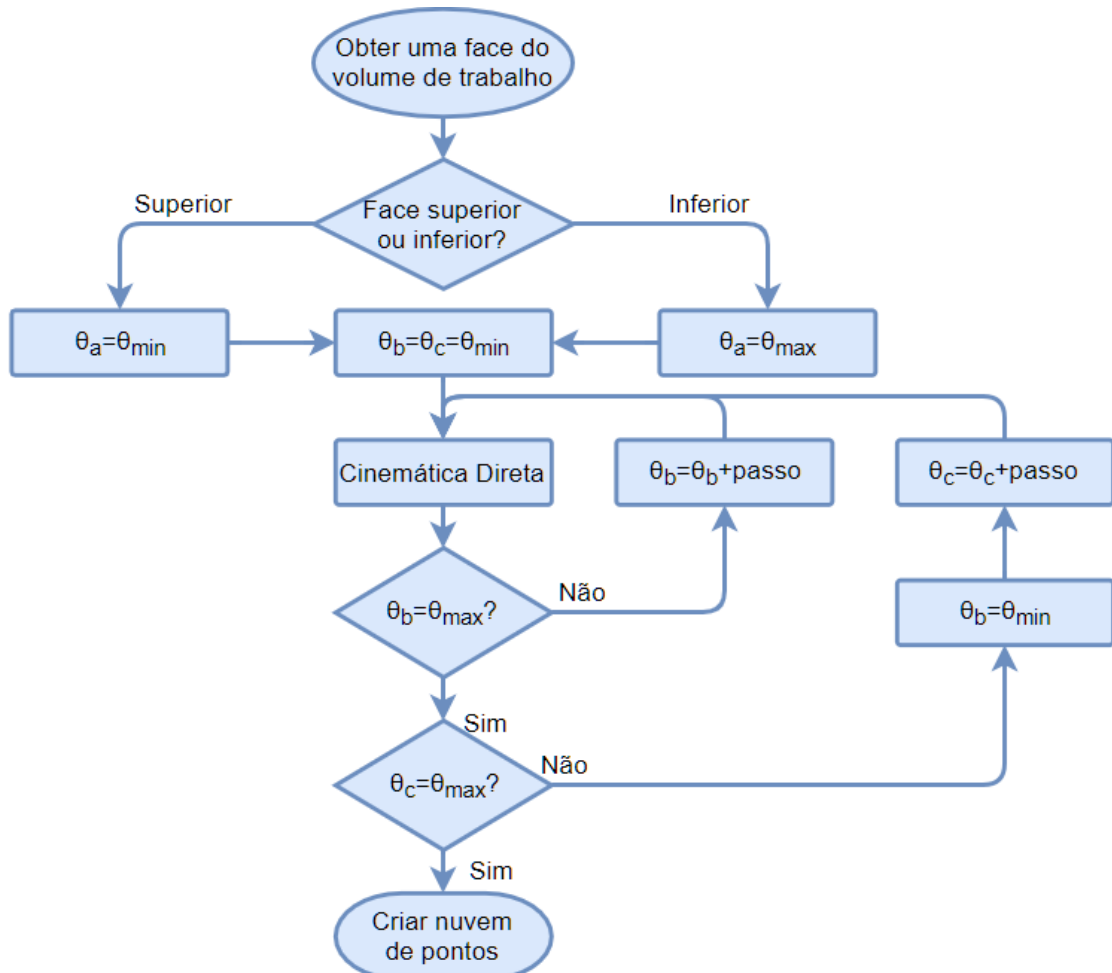 Obter uma face do
volume de trabalho
Superior
Face superior
ou inferior?
Inferior
θa=θmin
θb=θc=θmin
θa=θmax
Cinemática Direta
θb=θb+passo
θc=θc+passo
θb=θmax?
Não
θb=θmin
Sim
θc=θmax?
Não
Sim
Criar nuvem
de pontos